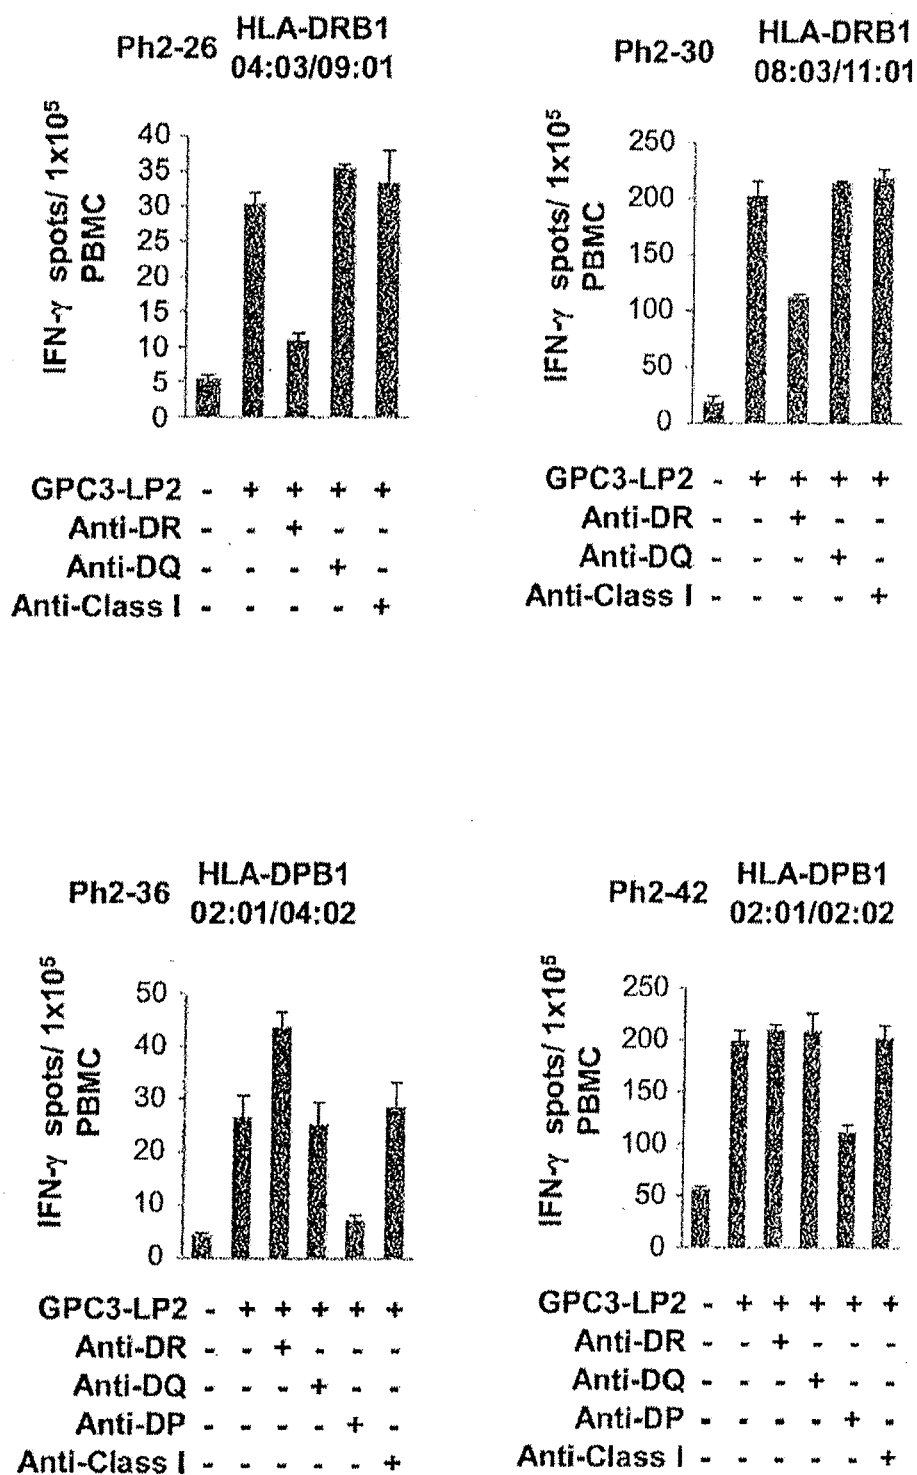 Ph2-26 HLA-DRB1
04:03/09:01
IFN-γ spots/ 1x10⁵
PBMC
40
35
30
25
20
15
10
5
0
GPC3-LP2 - + + + +
Anti-DR - - + - -
Anti-DQ - - - + -
Anti-Class I - - - - +
Ph2-30 HLA-DRB1
08:03/11:01
IFN-γ spots/ 1x10⁵
PBMC
250
200
150
100
50
0
GPC3-LP2 - + + + +
Anti-DR - - + - -
Anti-DQ - - - + -
Anti-Class I - - - - +
Ph2-36 HLA-DPB1
02:01/04:02
IFN-γ spots/ 1x10⁵
PBMC
50
40
30
20
10
0
GPC3-LP2 - + + + + +
Anti-DR - - + - - -
Anti-DQ - - - + - -
Anti-DP - - - - + -
Anti-Class I - - - - - +
Ph2-42 HLA-DPB1
02:01/02:02
IFN-γ spots/ 1x10⁵
PBMC
250
200
150
100
50
0
GPC3-LP2 - + + + + +
Anti-DR - - + - - -
Anti-DQ - - - + - -
Anti-DP - - - - + -
Anti-Class I - - - - - +